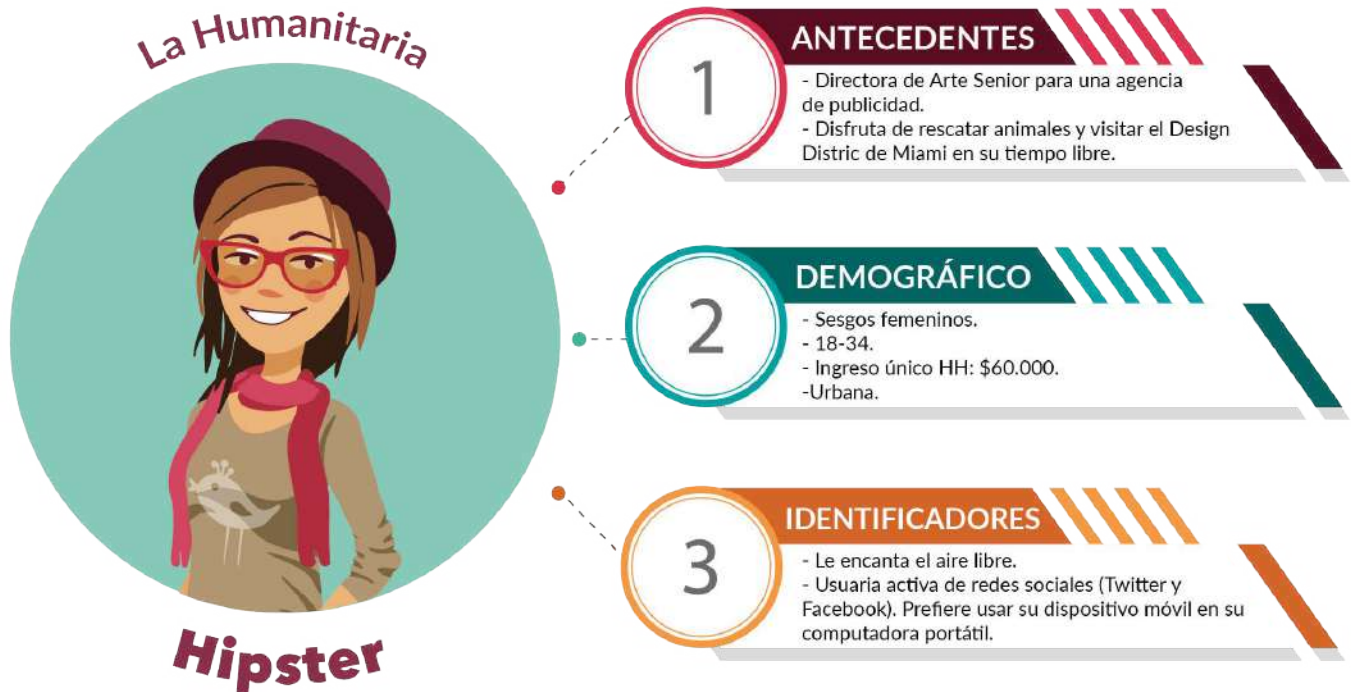 La Humanitaria
Hipster
1
ANTECEDENTES
- Directora de Arte Senior para una agencia
de publicidad.
- Disfruta de rescatar animales y visitar el Design
Distric de Miami en su tiempo libre.
2
DEMOGRÁFICO
- Sesgos femeninos.
- 18-34.
- Ingreso único HH: $60.000.
-Urbana.
3
IDENTIFICADORES
- Le encanta el aire libre.
- Usuaria activa de redes sociales (Twitter y
Facebook). Prefiere usar su dispositivo móvil en su
computadora portátil.